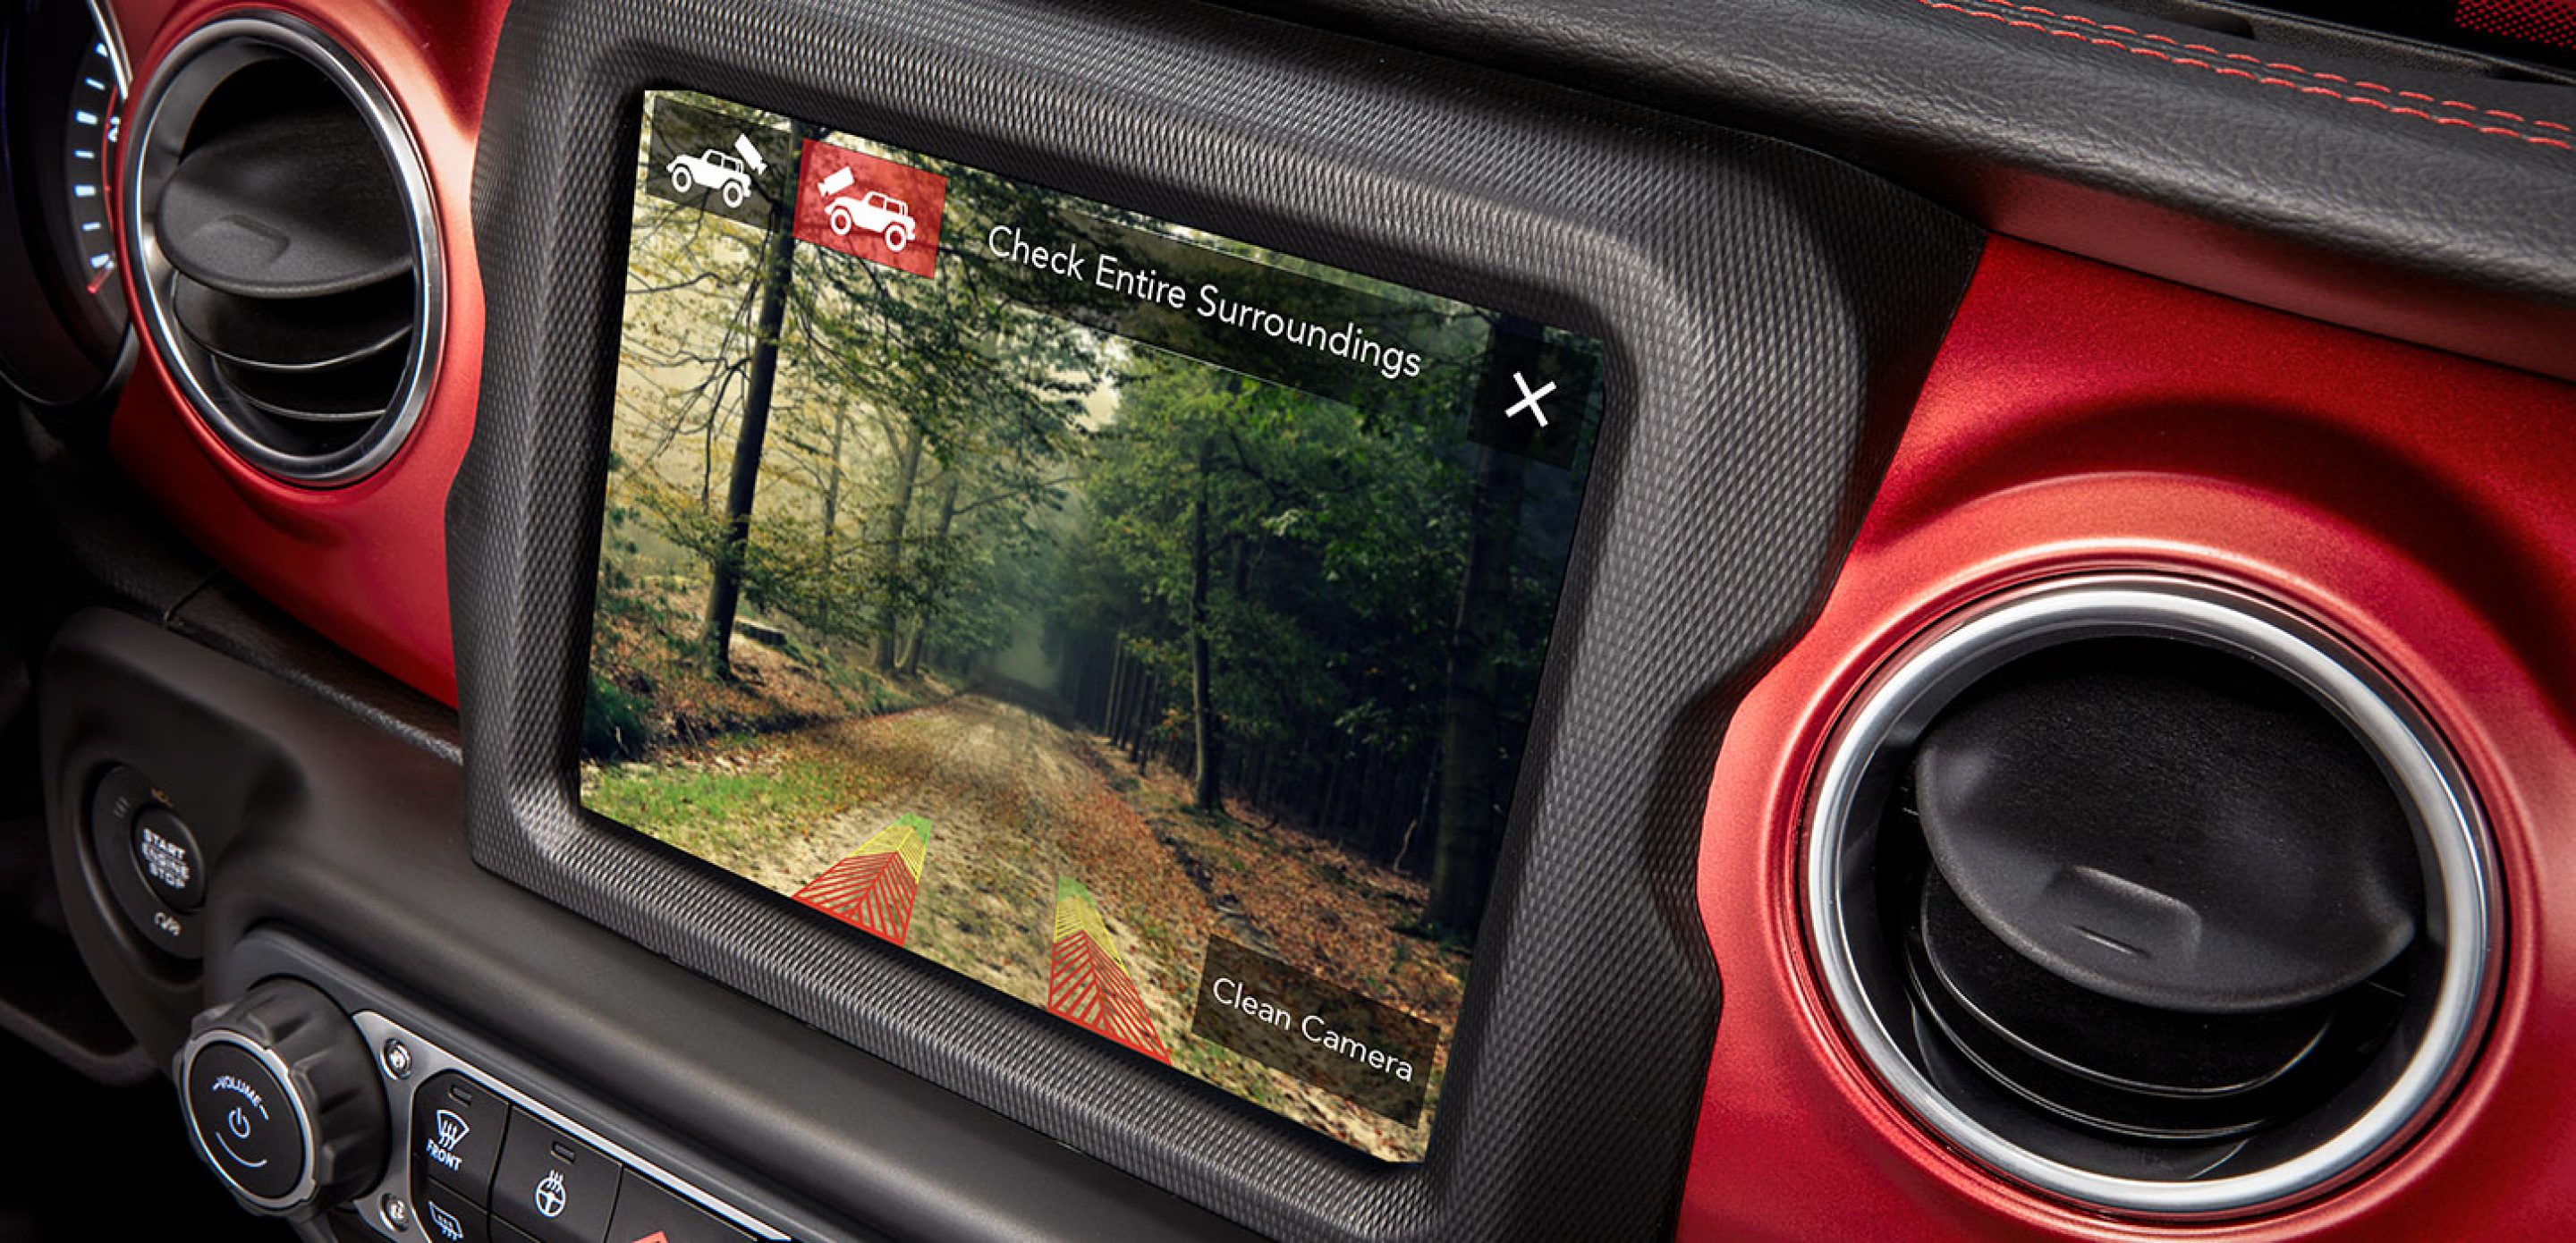 Check Entire Surroundings
Clean Camera
START
ENGINE
STOP
VOLUME
FRONT